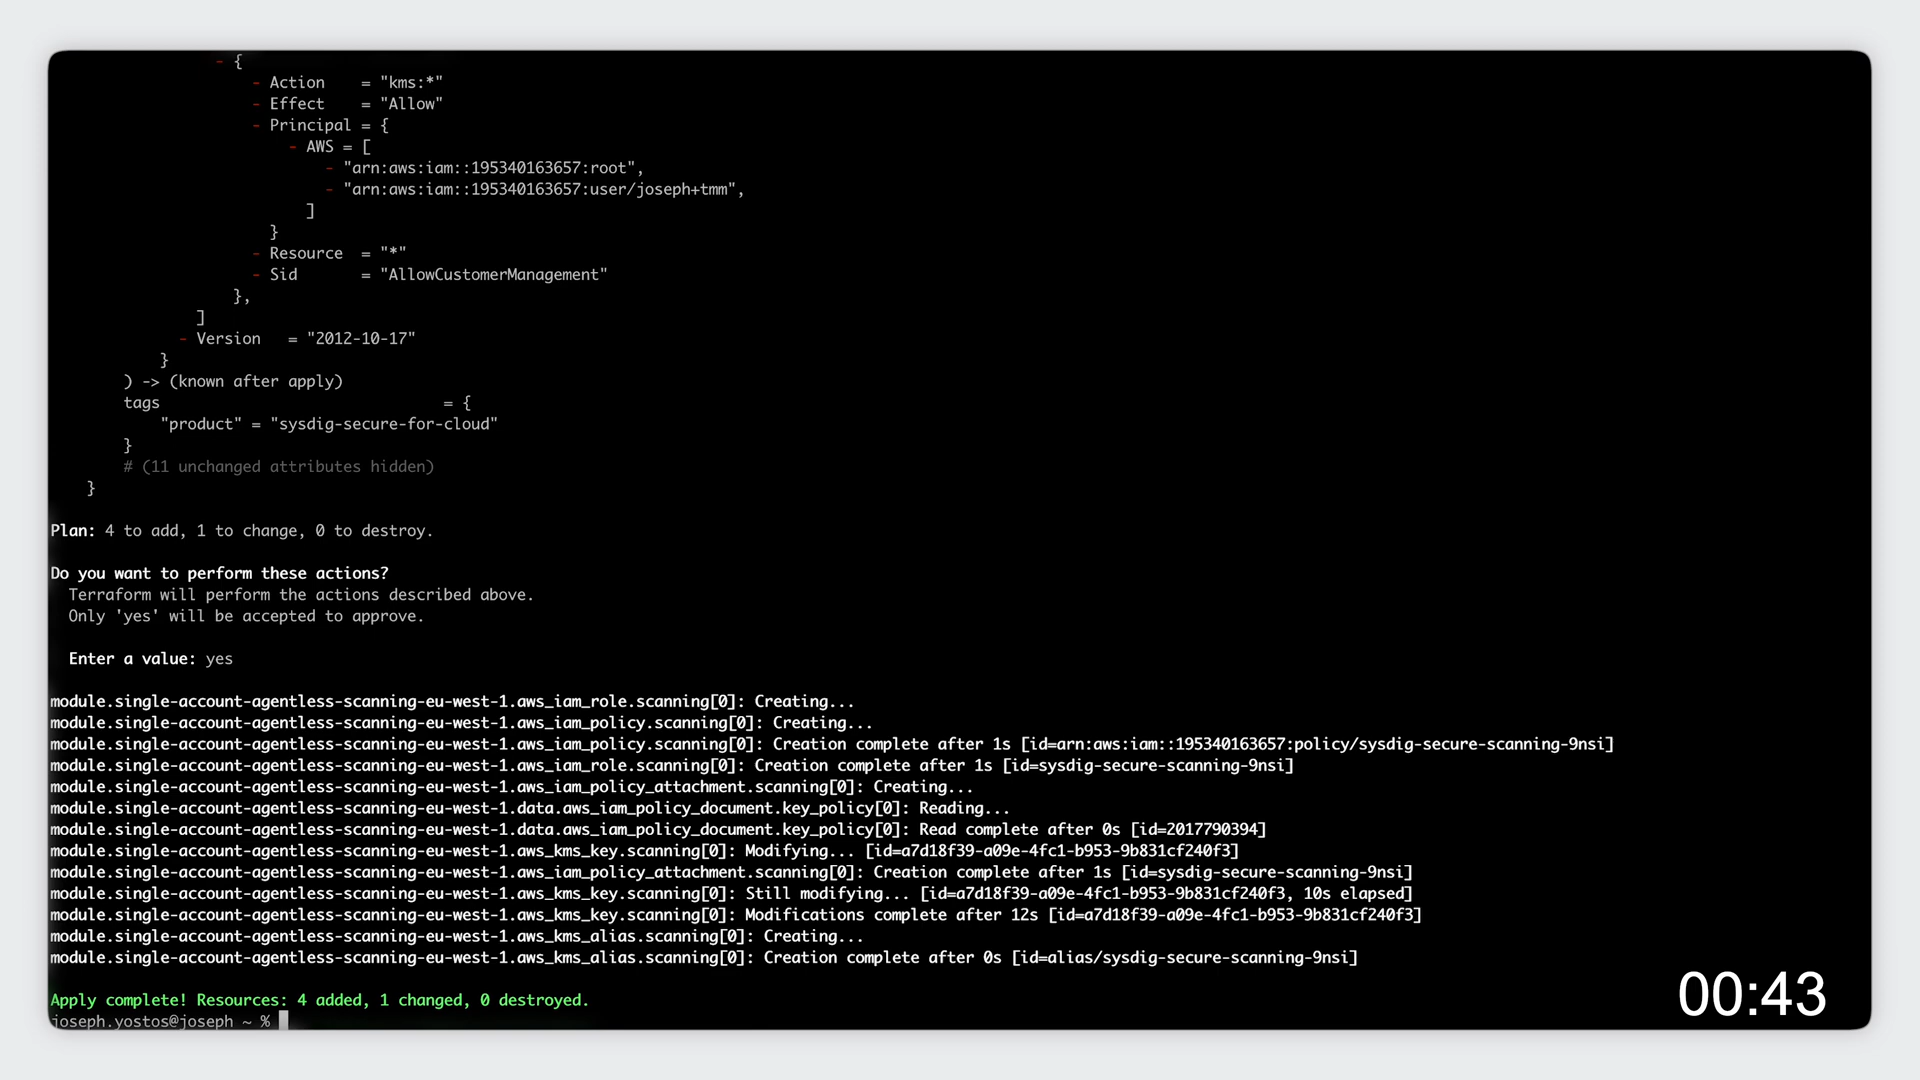 - {
- Action    = "kms:*"
- Effect    = "Allow"
- Principal = {
- AWS = [
- "arn:aws:iam::195340163657:root",
- "arn:aws:iam::195340163657:user/joseph+tmm",
]
}
- Resource  = "*"
- Sid       = "AllowCustomerManagement"
},
]
- Version   = "2012-10-17"
}
) -> (known after apply)
tags                               = {
"product" = "sysdig-secure-for-cloud"
}
# (11 unchanged attributes hidden)
}
Plan: 4 to add, 1 to change, 0 to destroy.
Do you want to perform these actions?
Terraform will perform the actions described above.
Only 'yes' will be accepted to approve.
Enter a value: yes
module.single-account-agentless-scanning-eu-west-1.aws_iam_role.scanning[0]: Creating...
module.single-account-agentless-scanning-eu-west-1.aws_iam_policy.scanning[0]: Creating...
module.single-account-agentless-scanning-eu-west-1.aws_iam_policy.scanning[0]: Creation complete after 1s [id=arn:aws:iam::195340163657:policy/sysdig-secure-scanning-9nsi]
module.single-account-agentless-scanning-eu-west-1.aws_iam_role.scanning[0]: Creation complete after 1s [id=sysdig-secure-scanning-9nsi]
module.single-account-agentless-scanning-eu-west-1.aws_iam_policy_attachment.scanning[0]: Creating...
module.single-account-agentless-scanning-eu-west-1.data.aws_iam_policy_document.key_policy[0]: Reading...
module.single-account-agentless-scanning-eu-west-1.data.aws_iam_policy_document.key_policy[0]: Read complete after 0s [id=2017790394]
module.single-account-agentless-scanning-eu-west-1.aws_kms_key.scanning[0]: Modifying... [id=a7d18f39-a09e-4fc1-b953-9b831cf240f3]
module.single-account-agentless-scanning-eu-west-1.aws_iam_policy_attachment.scanning[0]: Creation complete after 1s [id=sysdig-secure-scanning-9nsi]
module.single-account-agentless-scanning-eu-west-1.aws_kms_key.scanning[0]: Still modifying... [id=a7d18f39-a09e-4fc1-b953-9b831cf240f3, 10s elapsed]
module.single-account-agentless-scanning-eu-west-1.aws_kms_key.scanning[0]: Modifications complete after 12s [id=a7d18f39-a09e-4fc1-b953-9b831cf240f3]
module.single-account-agentless-scanning-eu-west-1.aws_kms_alias.scanning[0]: Creating...
module.single-account-agentless-scanning-eu-west-1.aws_kms_alias.scanning[0]: Creation complete after 0s [id=alias/sysdig-secure-scanning-9nsi]
Apply complete! Resources: 4 added, 1 changed, 0 destroyed.
joseph.yostos@joseph ~ %
00:43